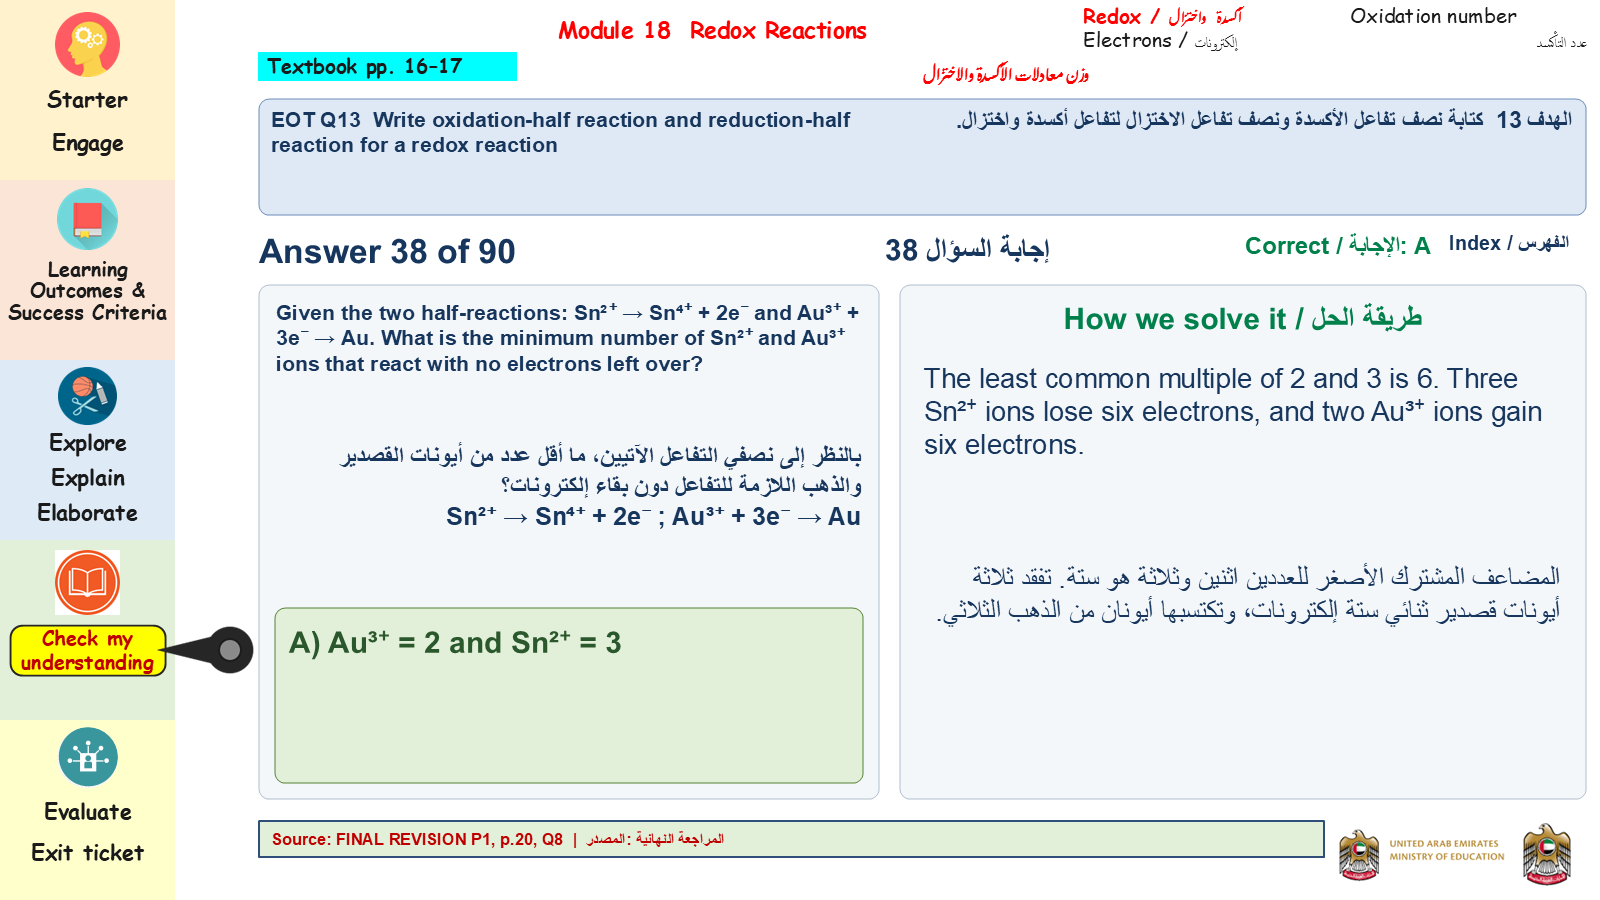 Starter
Engage
Learning
Outcomes &
Success Criteria
Explore
Explain
Elaborate
Check my
understanding
Evaluate
Exit ticket
Module 18 Redox Reactions
Redox / أكسدة واختزال
Electrons / إلكترونات
Oxidation number
عدد التأكسد
Textbook pp. 16–17
وزن معادلات الأكسدة والاختزال
EOT Q13 Write oxidation-half reaction and reduction-half
reaction for a redox reaction
الهدف 13 كتابة نصف تفاعل الأكسدة ونصف تفاعل الاختزال لتفاعل أكسدة واختزال.
Answer 38 of 90
إجابة السؤال 38
Correct / الإجابة: A
Index / الفهرس
Given the two half-reactions: Sn²⁺ → Sn⁴⁺ + 2e⁻ and Au³⁺ +
3e⁻ → Au. What is the minimum number of Sn²⁺ and Au³⁺
ions that react with no electrons left over?
بالنظر إلى نصفي التفاعل الآتيين، ما أقل عدد من أيونات القصدير
والذهب اللازمة للتفاعل دون بقاء إلكترونات؟
Sn²⁺ → Sn⁴⁺ + 2e⁻ ; Au³⁺ + 3e⁻ → Au
A) Au³⁺ = 2 and Sn²⁺ = 3
How we solve it / طريقة الحل
The least common multiple of 2 and 3 is 6. Three
Sn²⁺ ions lose six electrons, and two Au³⁺ ions gain
six electrons.
المضاعف المشترك الأصغر للعددين اثنين وثلاثة هو ستة. تفقد ثلاثة
أيونات قصدير ثنائي ستة إلكترونات، وتكتسبها أيونان من الذهب الثلاثي.
Source: FINAL REVISION P1, p.20, Q8 | المصدر: المراجعة النهائية
UNITED ARAB EMIRATES
MINISTRY OF EDUCATION